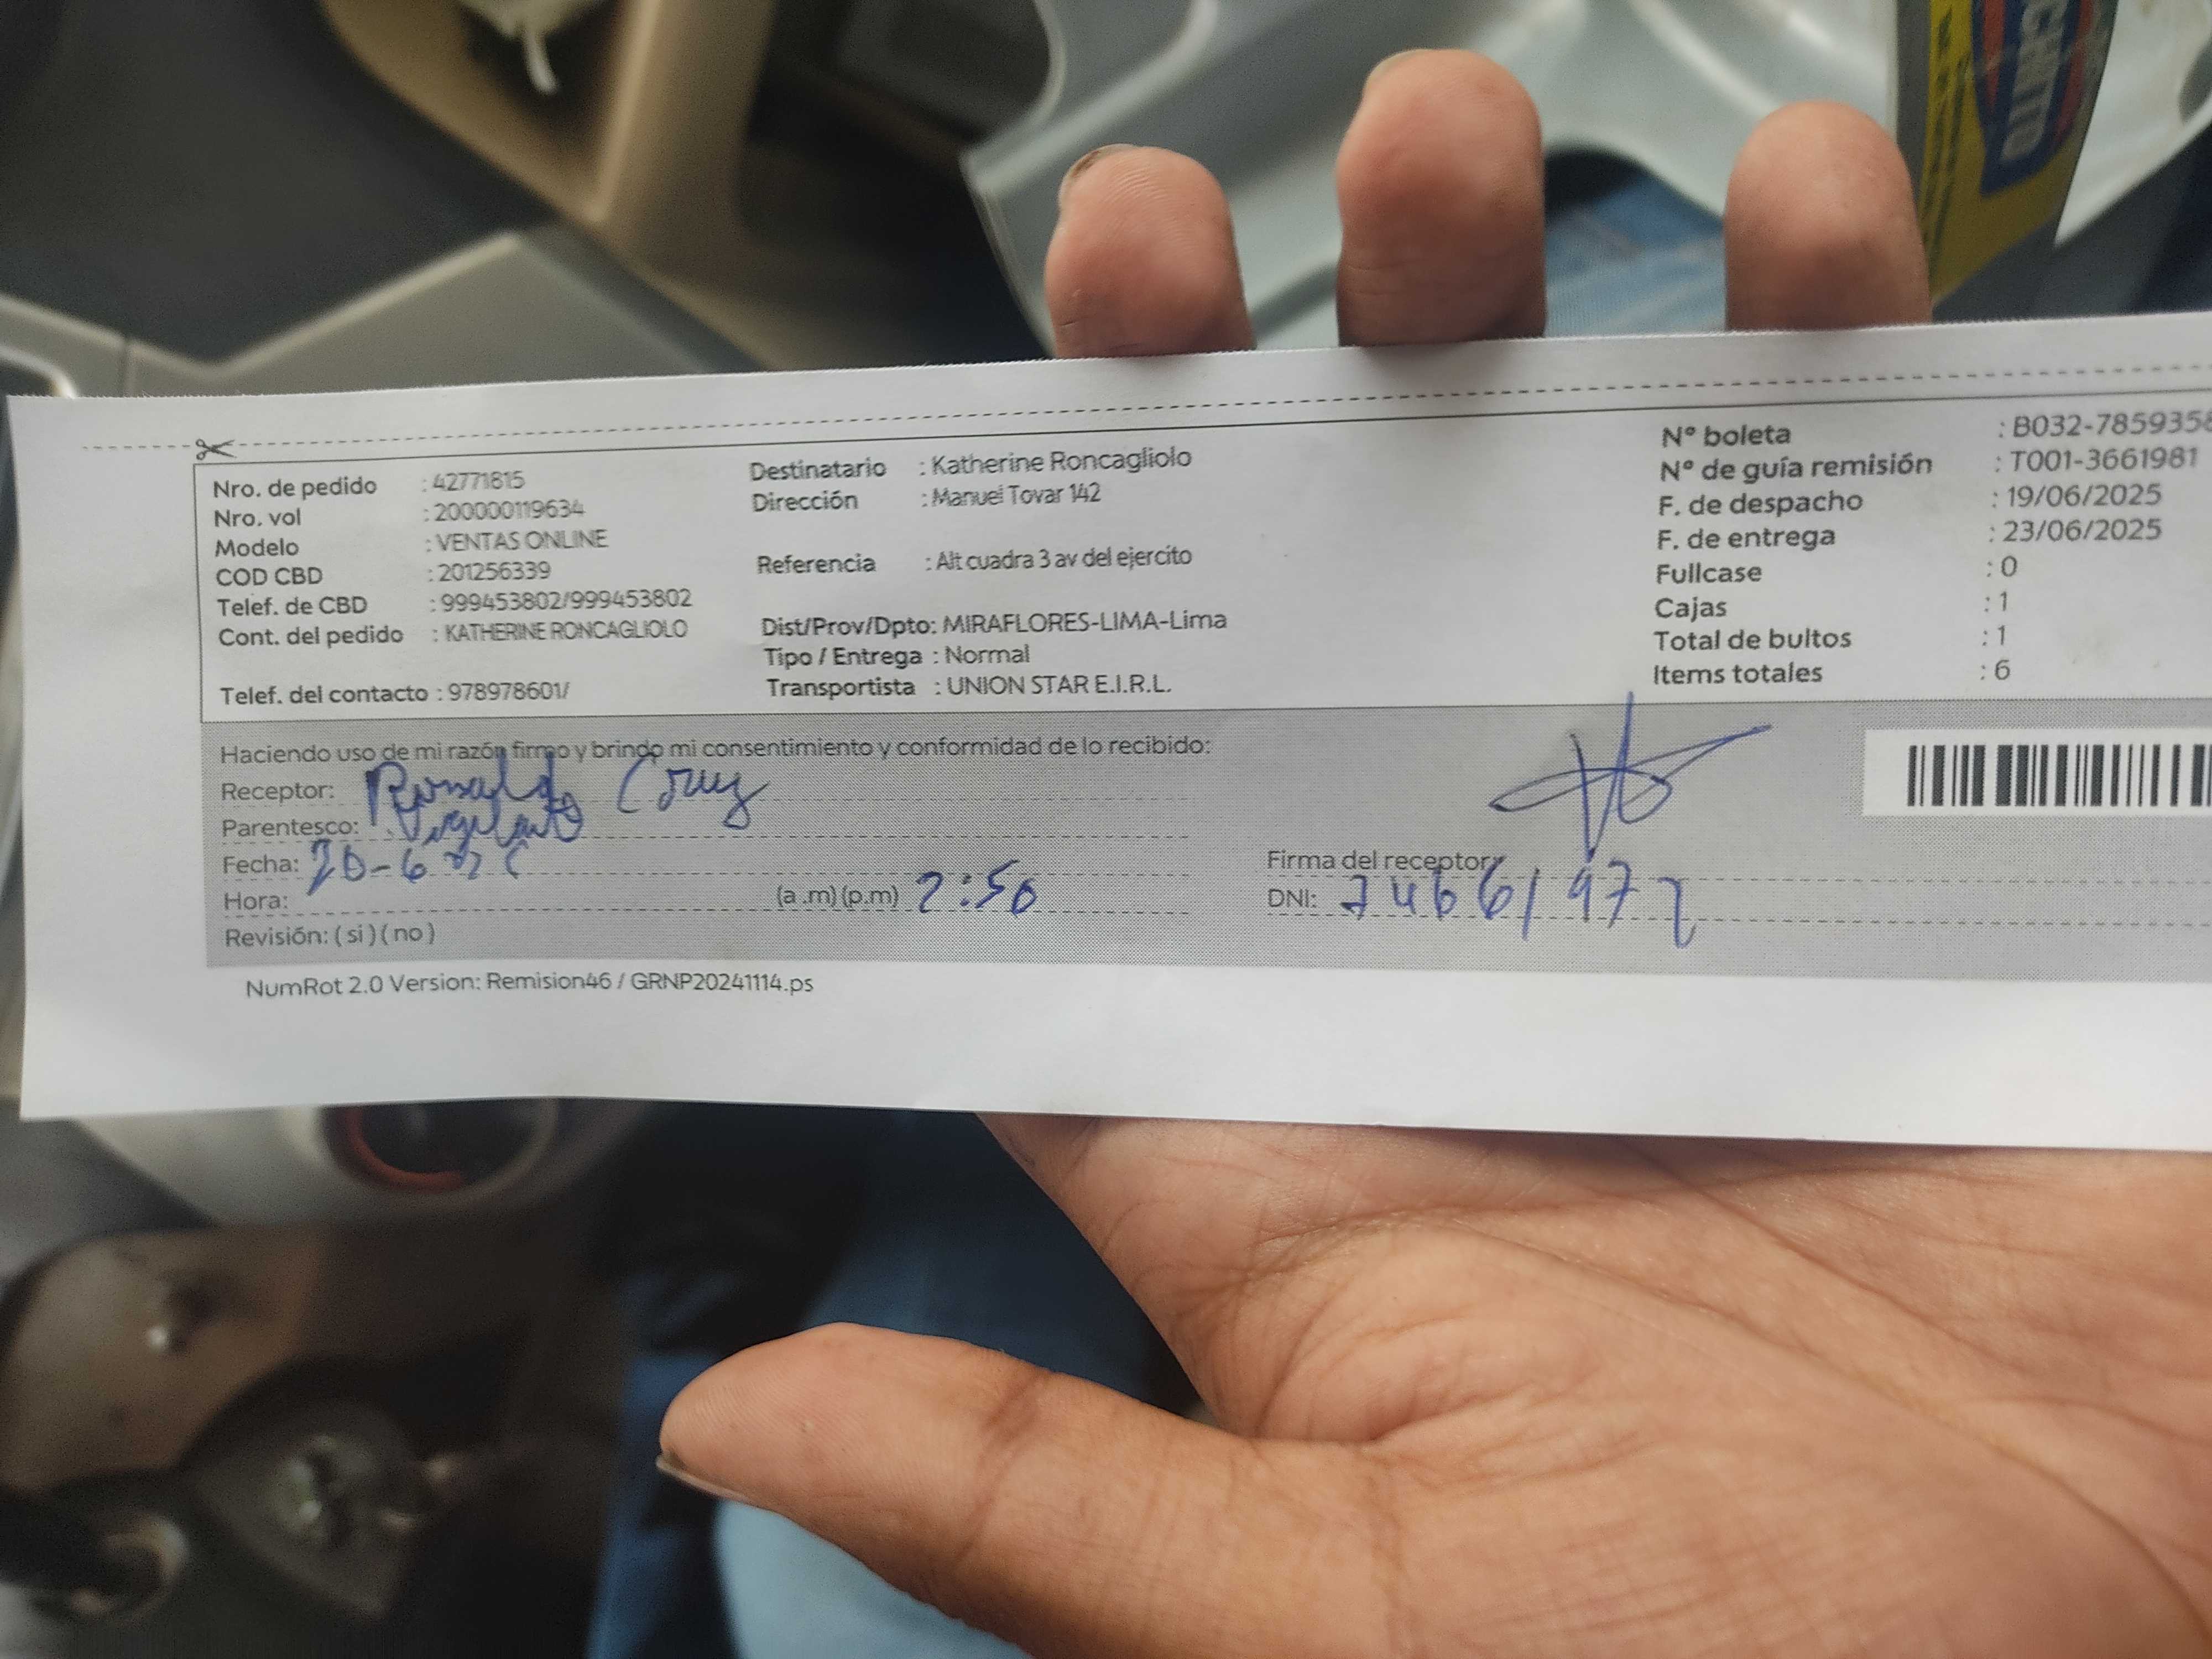 Nro. de pedido : 42771815
Nro. vol : 200000119634
Modelo : VENTAS ONLINE
COD CBD : 201256339
Telef. de CBD : 999453802/999453802
Cont. del pedido : KATHERINE RONCAGLIOLO
Telef. del contacto : 978978601/
Destinatario : Katherine Roncagliolo
Dirección : Manuel Tovar 142
Referencia : Alt cuadra 3 av del ejercito
Dist/Prov/Dpto: MIRAFLORES-LIMA-Lima
Tipo / Entrega : Normal
Transportista : UNION STAR E.I.R.L.
Nº boleta : B032-7859358
Nº de guía remisión : T001-3661981
F. de despacho : 19/06/2025
F. de entrega : 23/06/2025
Fullcase : 0
Cajas : 1
Total de bultos : 1
Items totales : 6
Haciendo uso de mi razón firmo y brindo mi consentimiento y conformidad de lo recibido:
Receptor: Ronald Cruz
Parentesco: Vigilante
Fecha: 20-6
Hora: (a .m) (p.m) 2:50
Revisión: ( si ) ( no )
Firma del receptor:
DNI:
NumRot 2.0 Version: Remision46 / GRNP20241114.ps